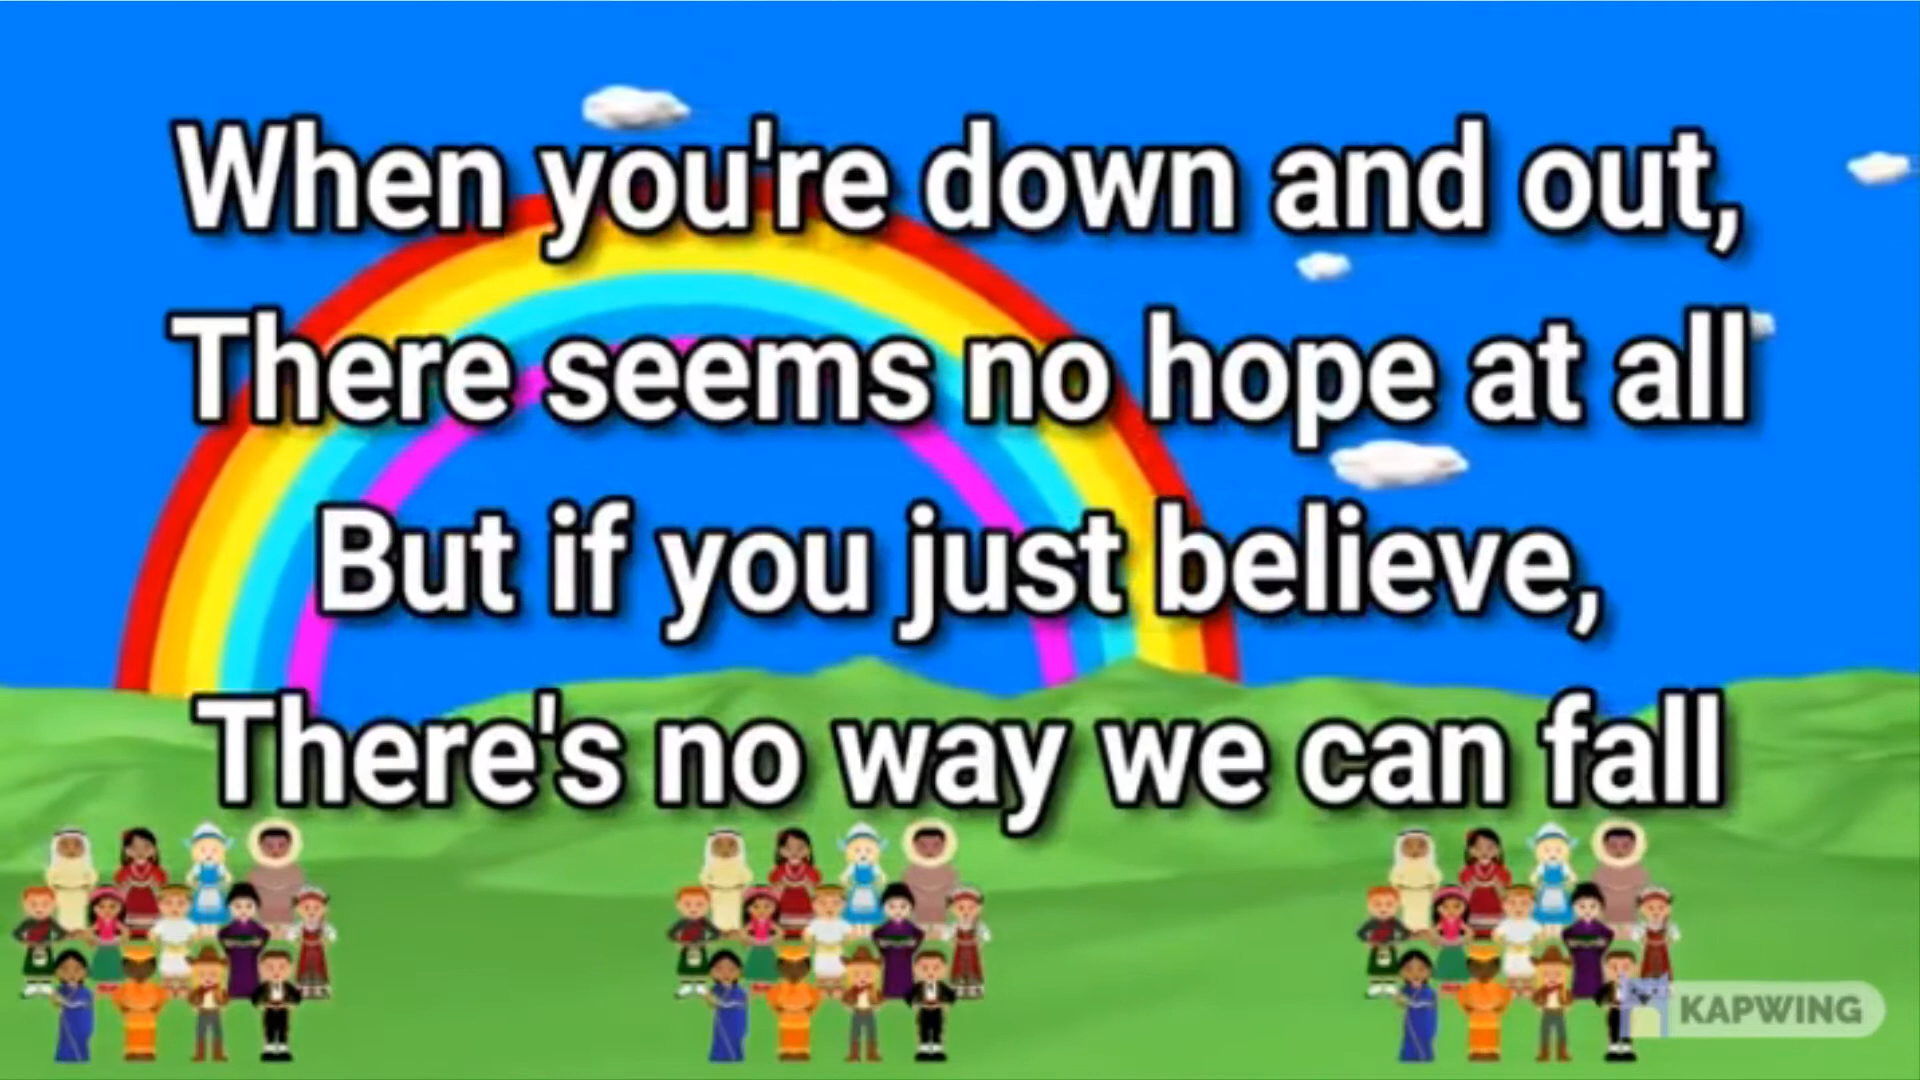 When you're down and out,
There seems no hope at all
But if you just believe,
There's no way we can fall
KAPWING